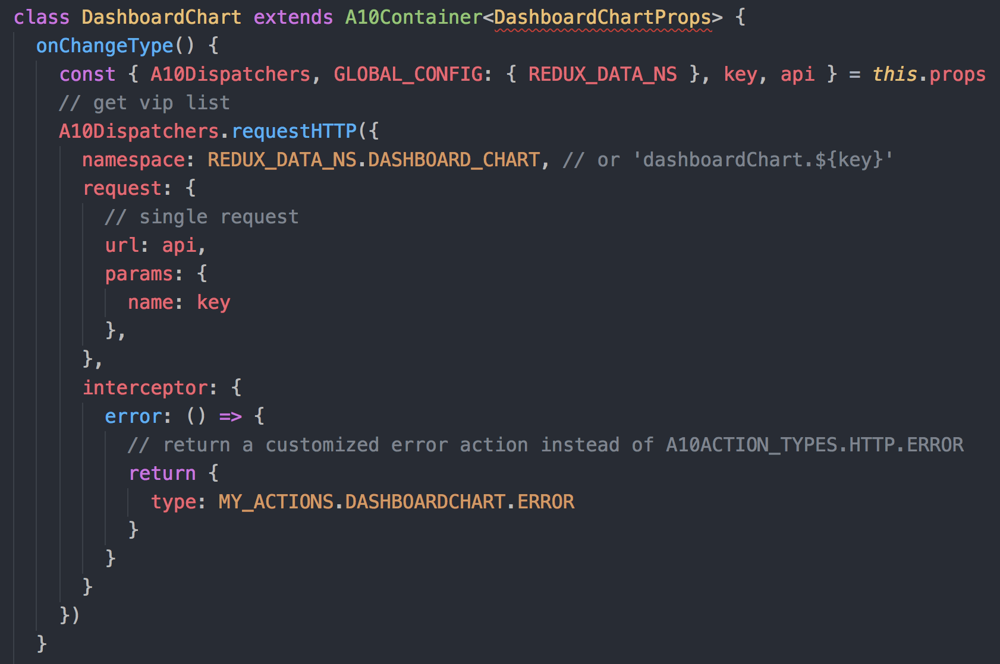 class DashboardChart extends A10Container<DashboardChartProps> {
  onChangeType() {
    const { A10Dispatchers, GLOBAL_CONFIG: { REDUX_DATA_NS }, key, api } = this.props
    // get vip list
    A10Dispatchers.requestHTTP({
      namespace: REDUX_DATA_NS.DASHBOARD_CHART, // or 'dashboardChart.${key}'
      request: {
        // single request
        url: api,
        params: {
          name: key
        },
      },
      interceptor: {
        error: () => {
          // return a customized error action instead of A10ACTION_TYPES.HTTP.ERROR
          return {
            type: MY_ACTIONS.DASHBOARDCHART.ERROR
          }
        }
      }
    })
  }